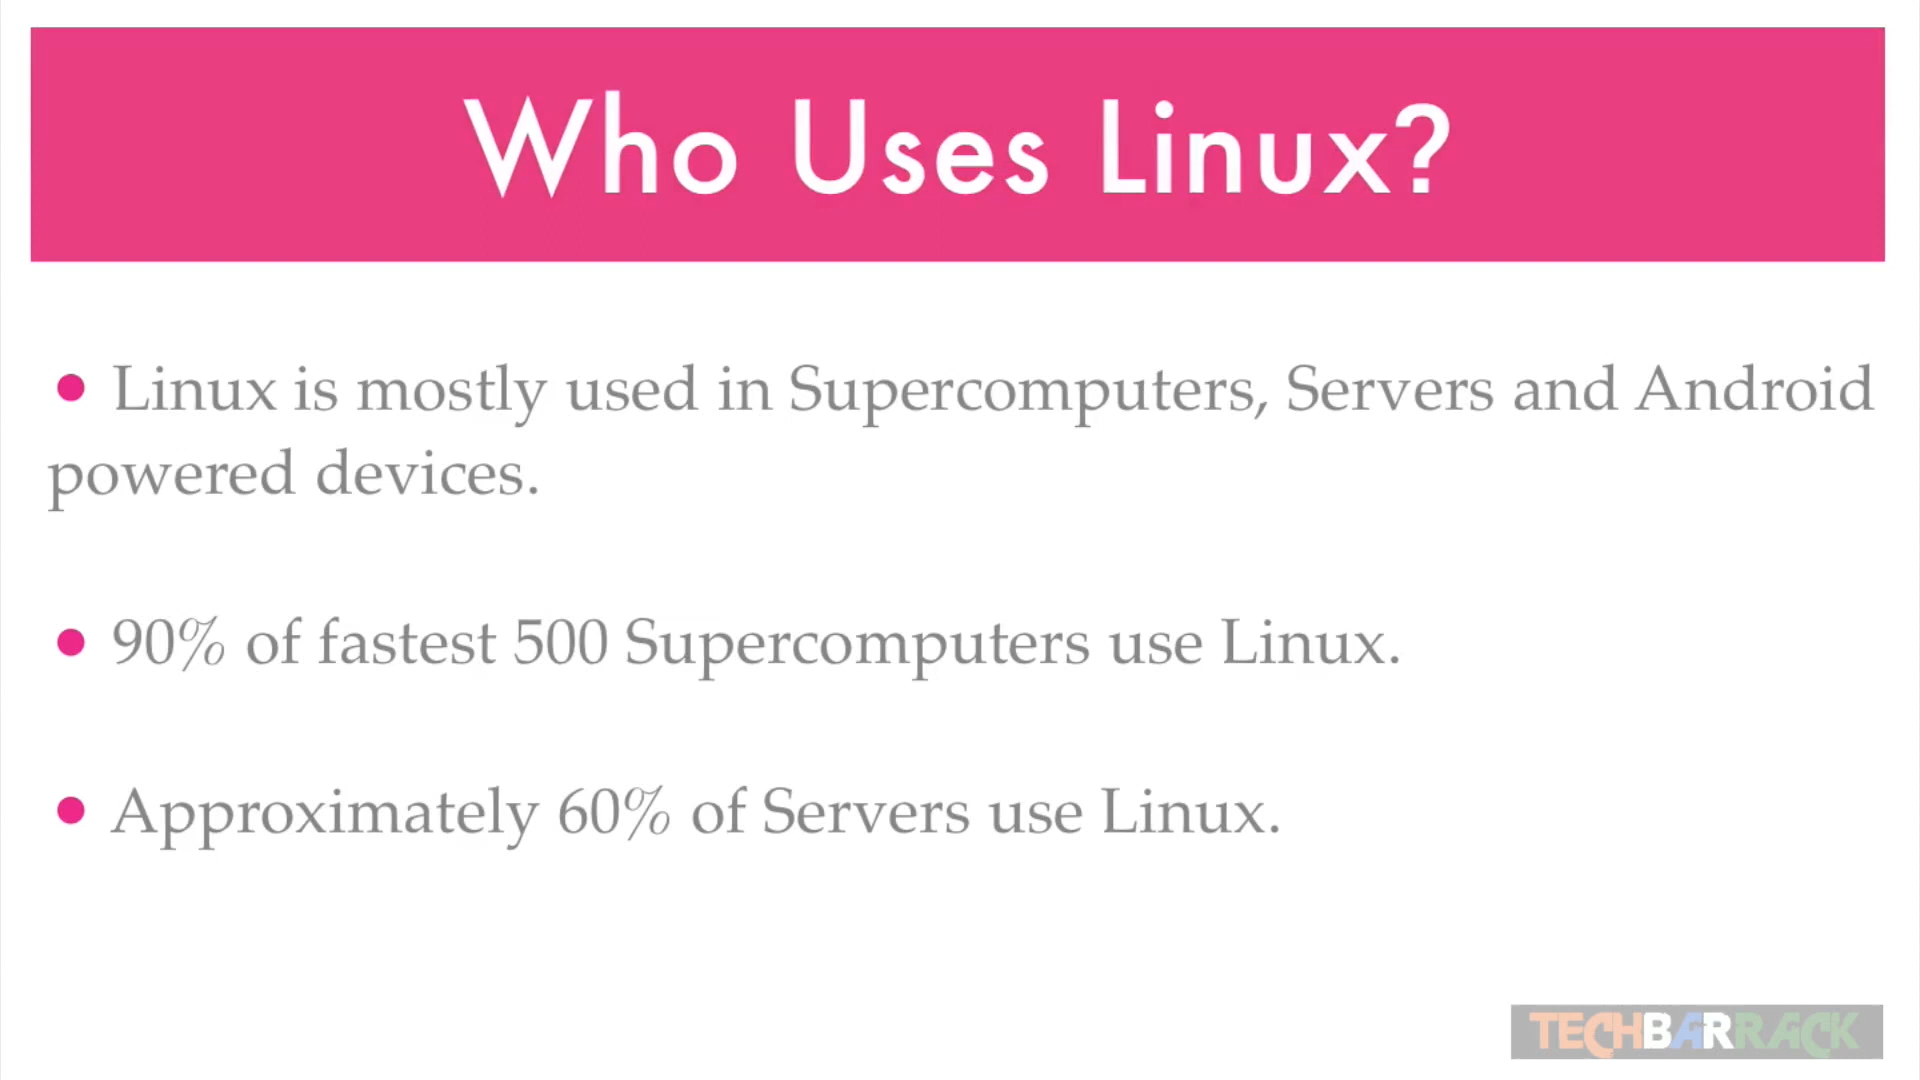 Who Uses Linux?
• Linux is mostly used in Supercomputers, Servers and Android
powered devices.
• 90% of fastest 500 Supercomputers use Linux.
• Approximately 60% of Servers use Linux.
TECHBARRACK